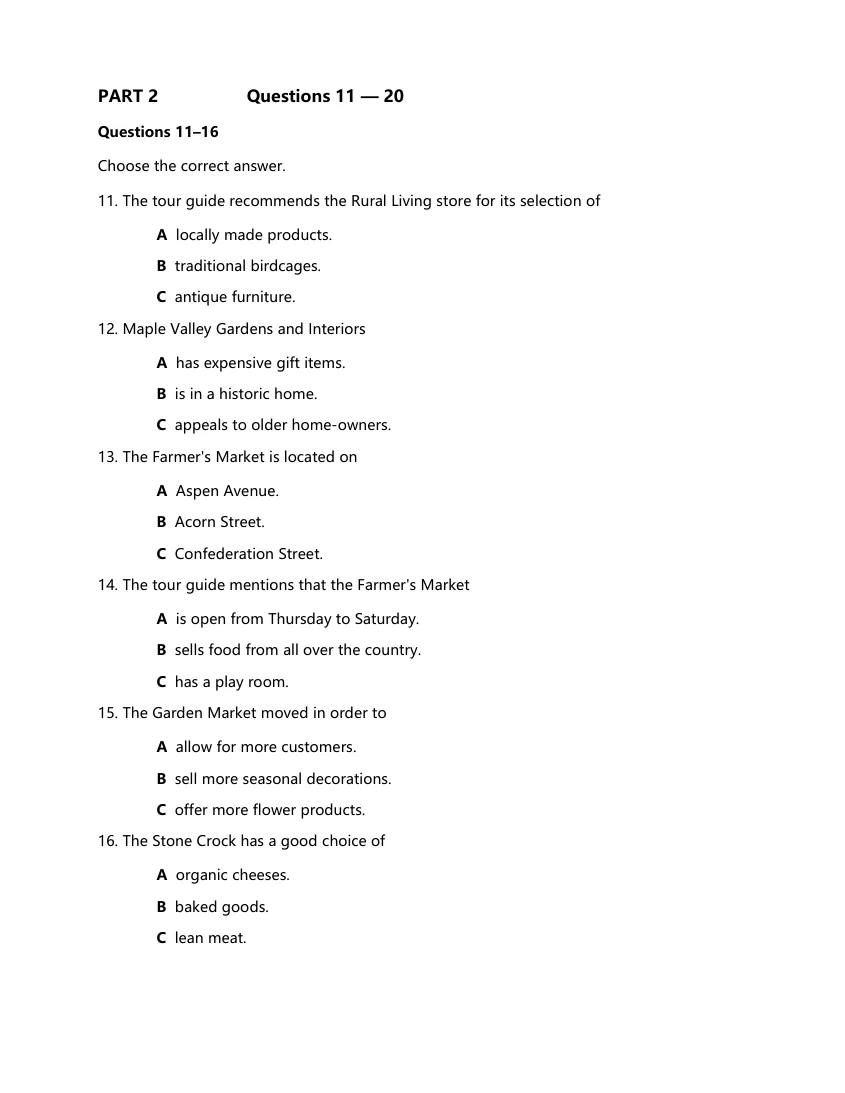 PART 2 Questions 11 — 20
Questions 11–16
Choose the correct answer.
11. The tour guide recommends the Rural Living store for its selection of
A locally made products.
B traditional birdcages.
C antique furniture.
12. Maple Valley Gardens and Interiors
A has expensive gift items.
B is in a historic home.
C appeals to older home-owners.
13. The Farmer's Market is located on
A Aspen Avenue.
B Acorn Street.
C Confederation Street.
14. The tour guide mentions that the Farmer's Market
A is open from Thursday to Saturday.
B sells food from all over the country.
C has a play room.
15. The Garden Market moved in order to
A allow for more customers.
B sell more seasonal decorations.
C offer more flower products.
16. The Stone Crock has a good choice of
A organic cheeses.
B baked goods.
C lean meat.